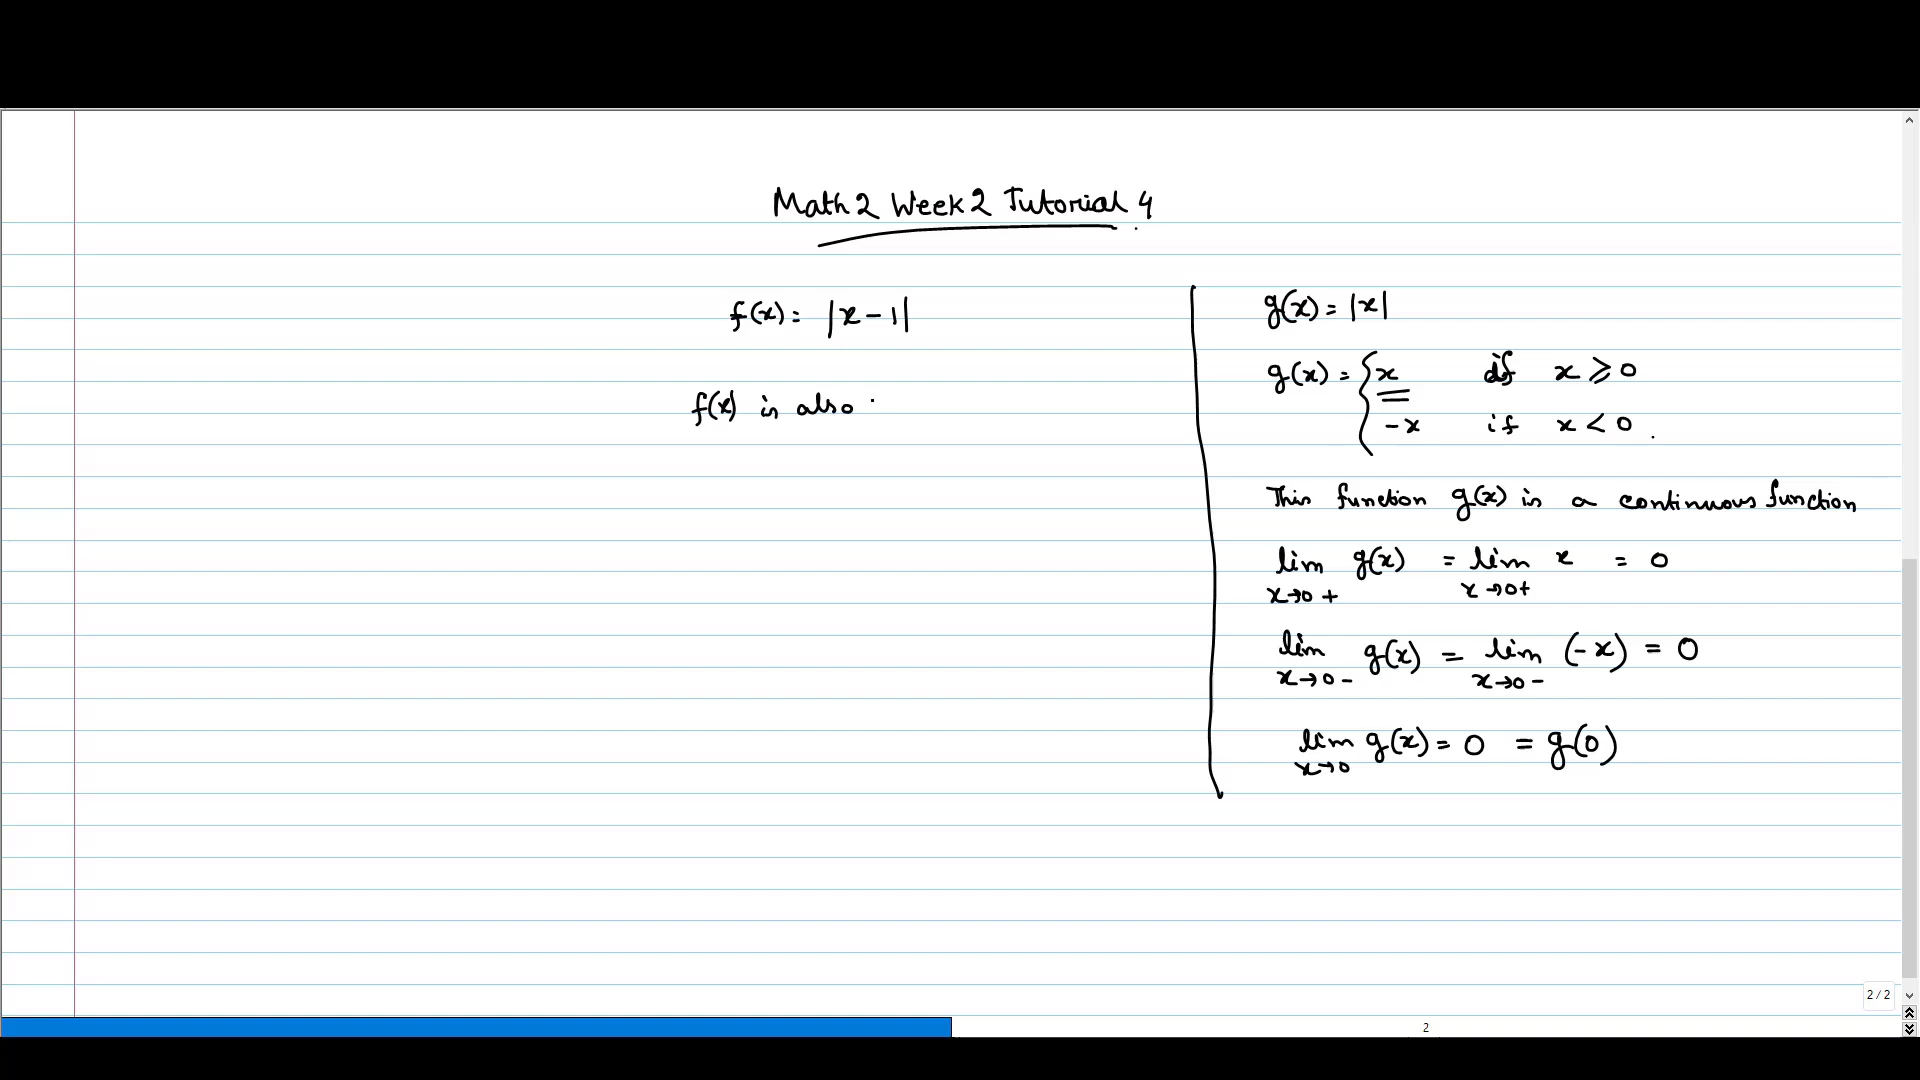 Math 2 Week 2 Tutorial 4
f(x) = |x - 1|
f(x) is also
g(x) = |x|
g(x) = { x if x ≥ 0
-x if x < 0
This function g(x) is a continuous function
lim g(x) = lim x = 0
x→0+ x→0+
lim g(x) = lim (-x) = 0
x→0- x→0-
lim g(x) = 0 = g(0)
x→0
2 / 2
2